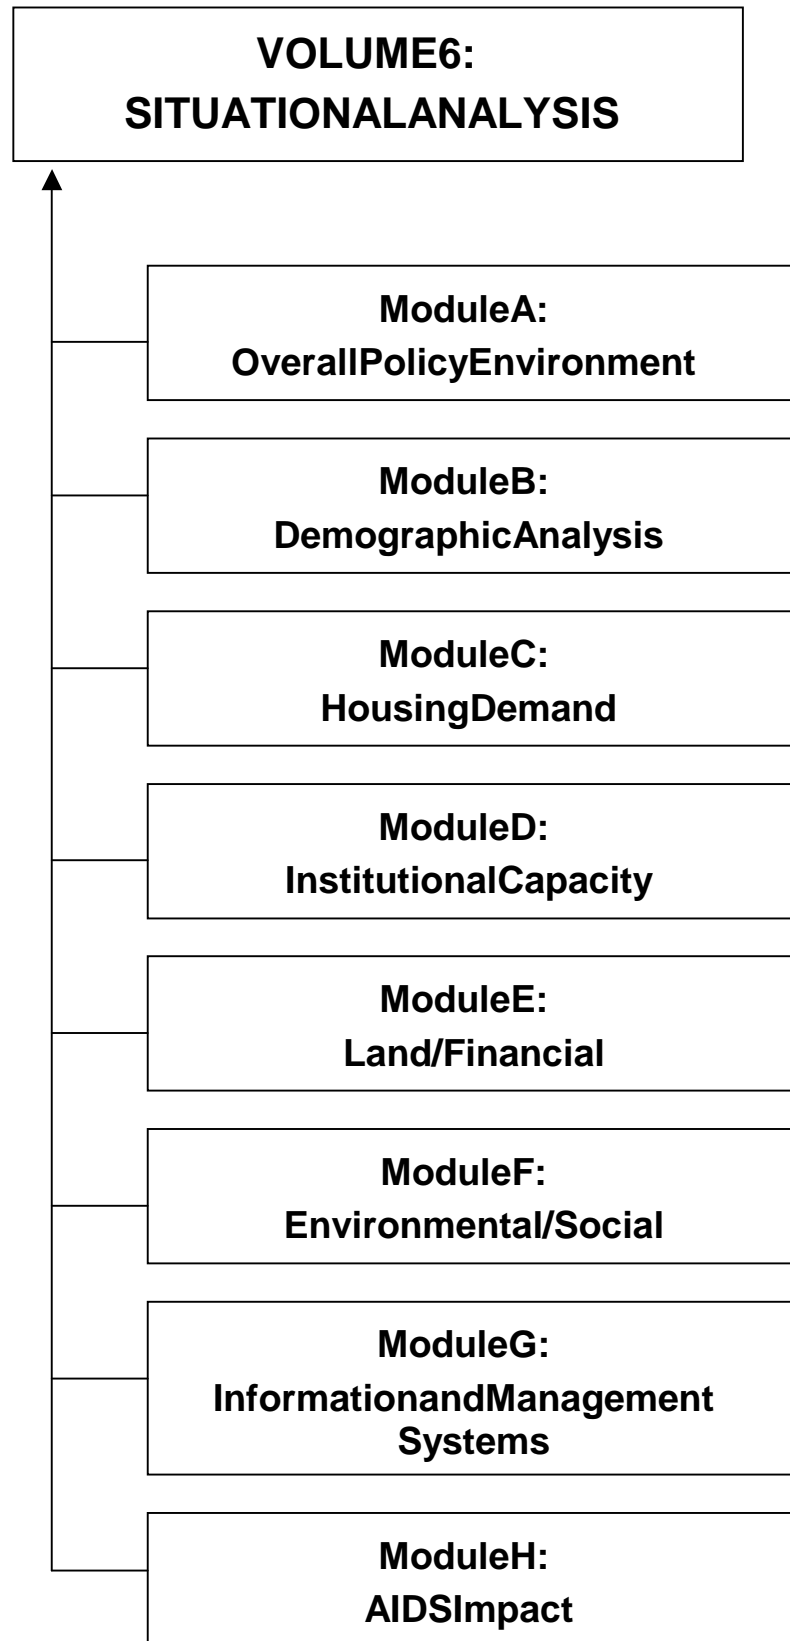 VOLUME6:
SITUATIONALANALYSIS
ModuleA:
OverallPolicyEnvironment
ModuleB:
DemographicAnalysis
ModuleC:
HousingDemand
ModuleD:
InstitutionalCapacity
ModuleE:
Land/Financial
ModuleF:
Environmental/Social
ModuleG:
InformationandManagement
Systems
ModuleH:
AIDSImpact